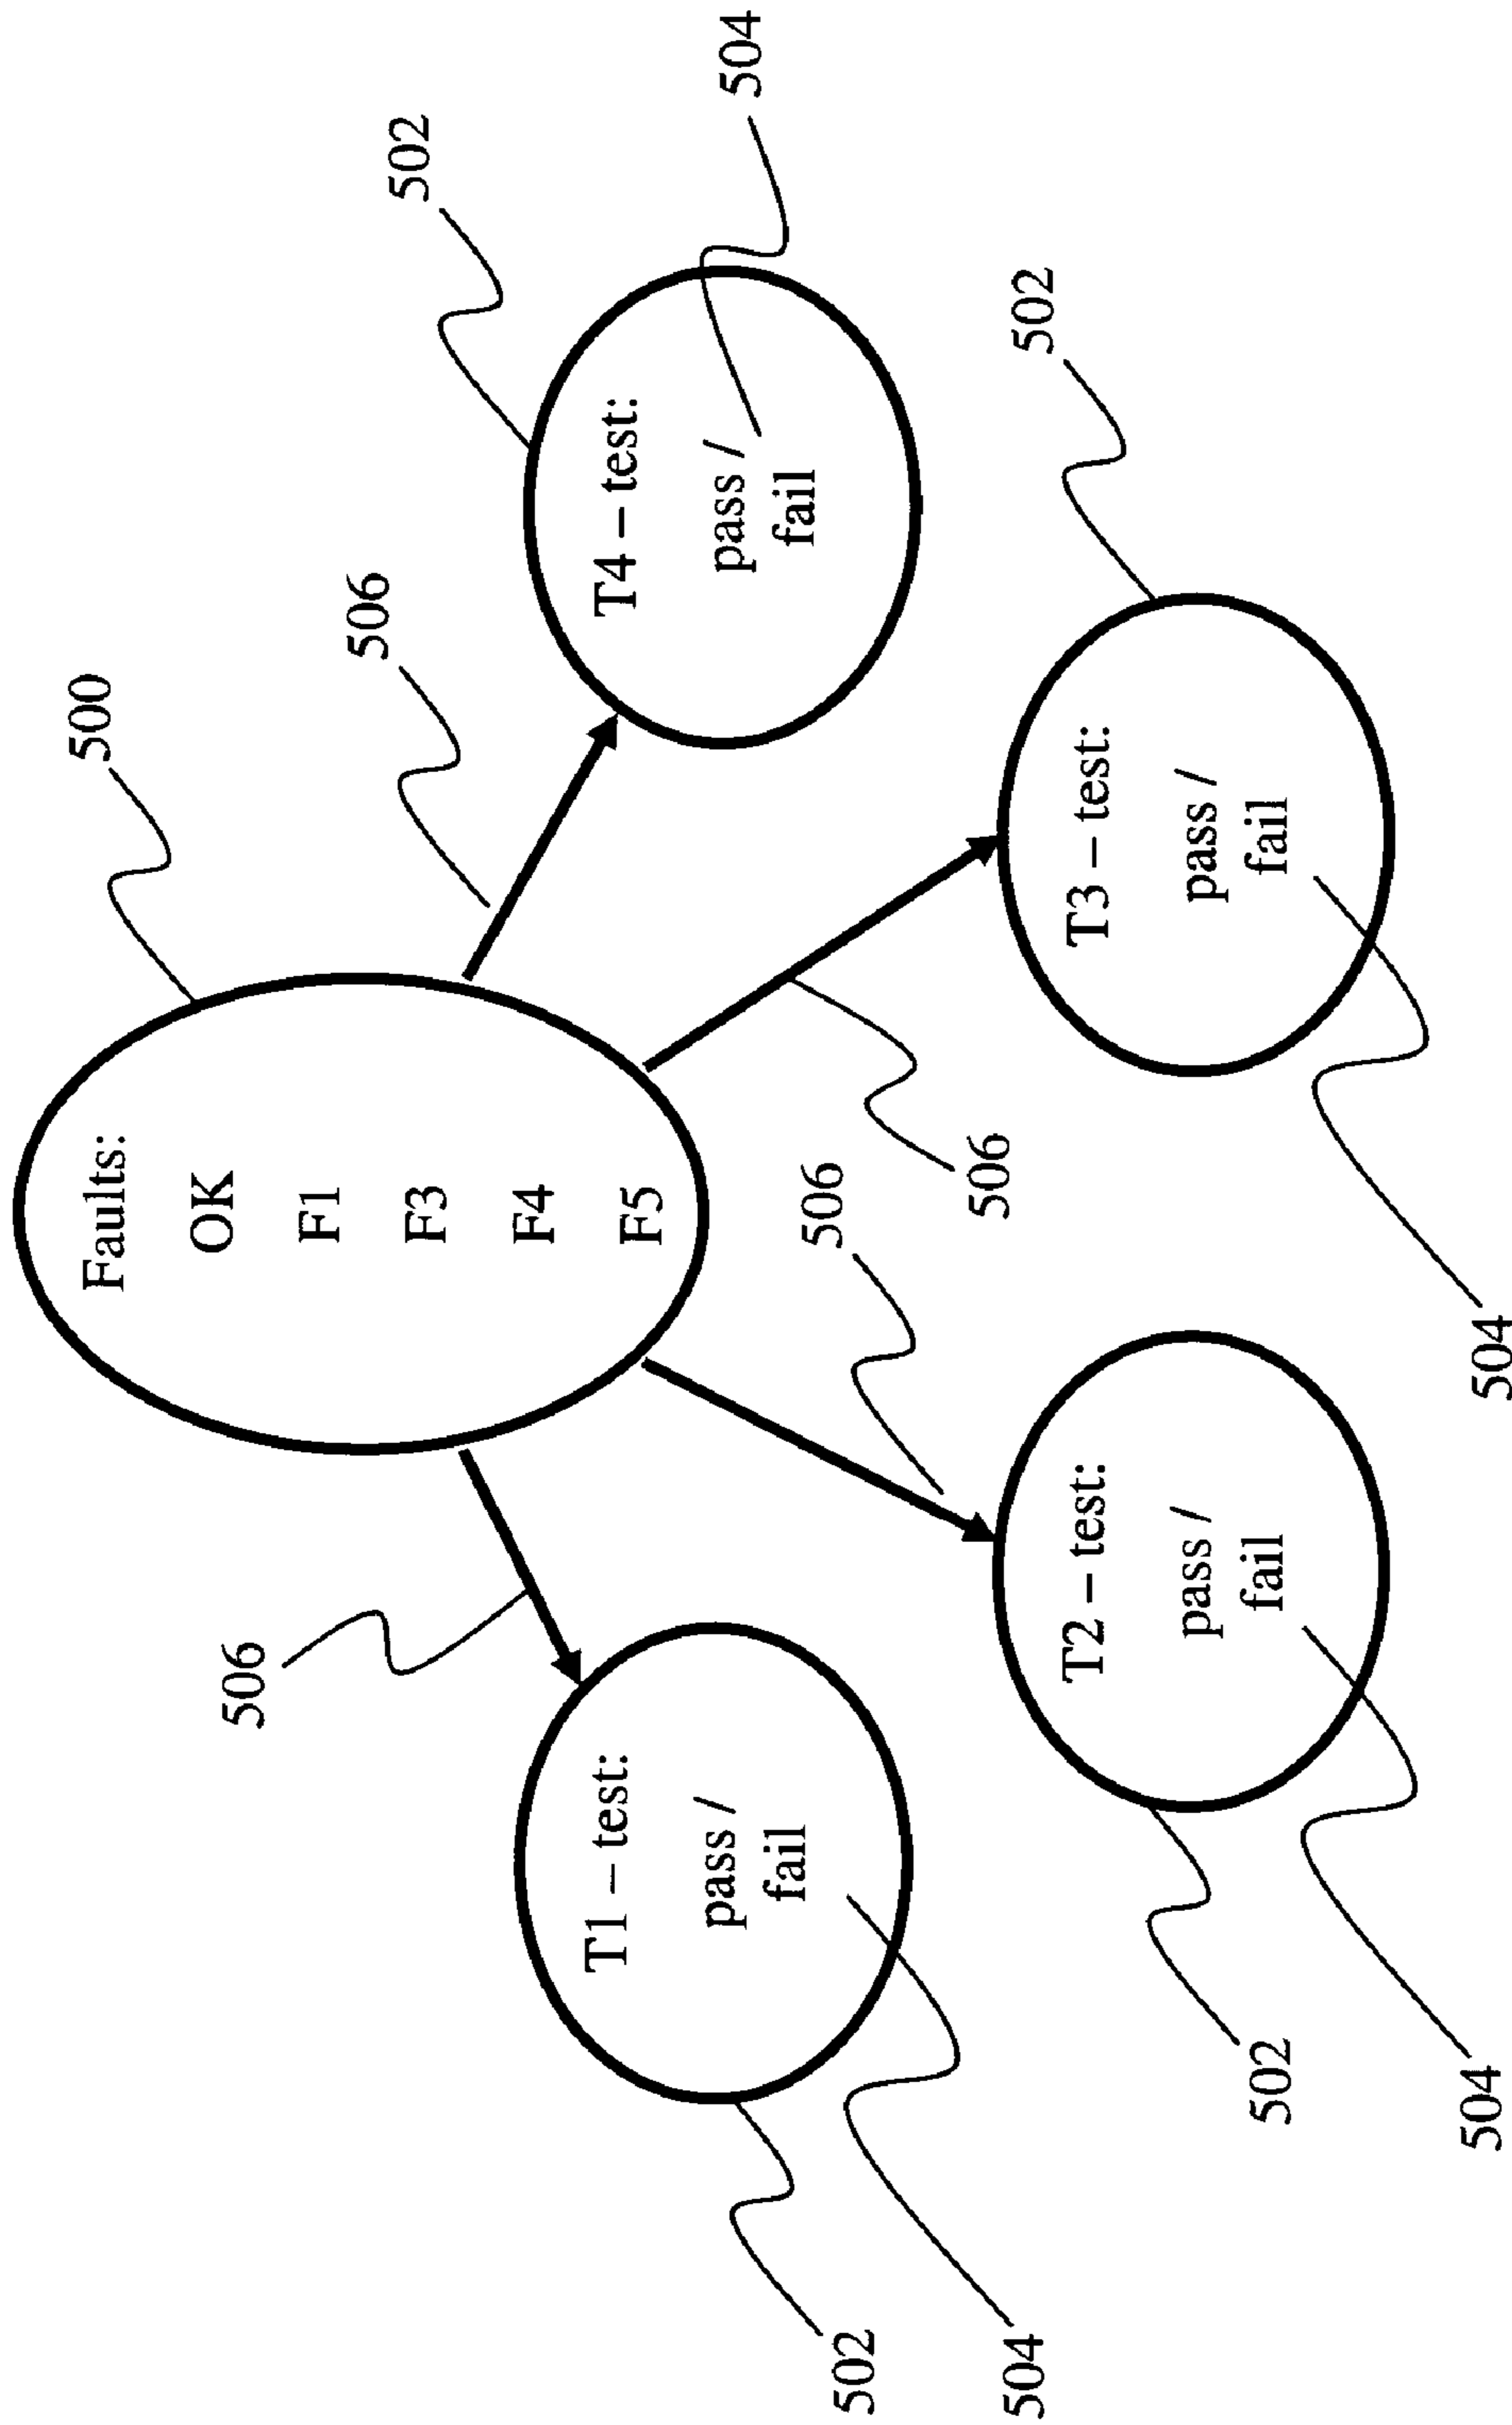 500
Faults:
OK
F1
F3
F4
F5
506
506
506
506
502
T1 – test:
pass /
fail
504
502
T2 – test:
pass /
fail
504
502
T3 – test:
pass /
fail
504
502
T4 – test:
pass /
fail
504